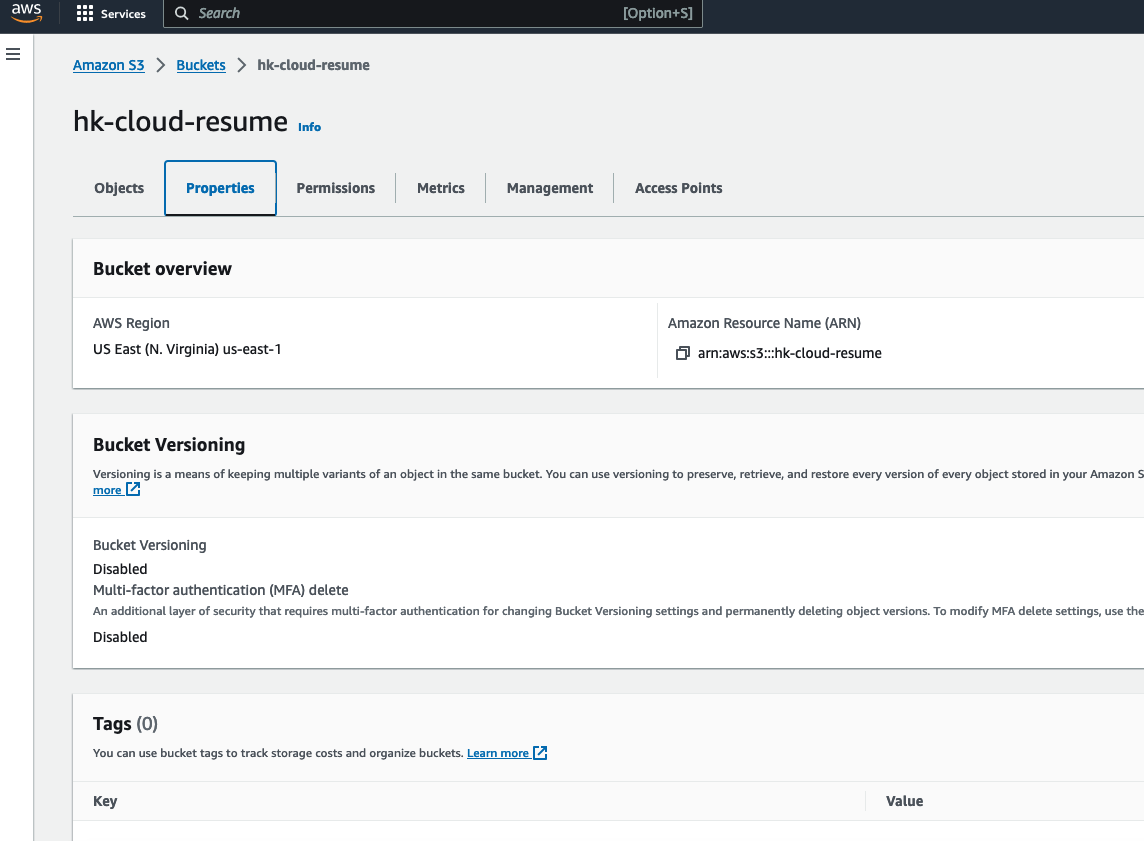 aws
Services
Search
[Option+S]
Amazon S3 > Buckets > hk-cloud-resume
hk-cloud-resume Info
Objects Properties Permissions Metrics Management Access Points
Bucket overview
AWS Region
US East (N. Virginia) us-east-1
Amazon Resource Name (ARN)
arn:aws:s3:::hk-cloud-resume
Bucket Versioning
Versioning is a means of keeping multiple variants of an object in the same bucket. You can use versioning to preserve, retrieve, and restore every version of every object stored in your Amazon S
more
Bucket Versioning
Disabled
Multi-factor authentication (MFA) delete
An additional layer of security that requires multi-factor authentication for changing Bucket Versioning settings and permanently deleting object versions. To modify MFA delete settings, use the
Disabled
Tags (0)
You can use bucket tags to track storage costs and organize buckets. Learn more
Key Value